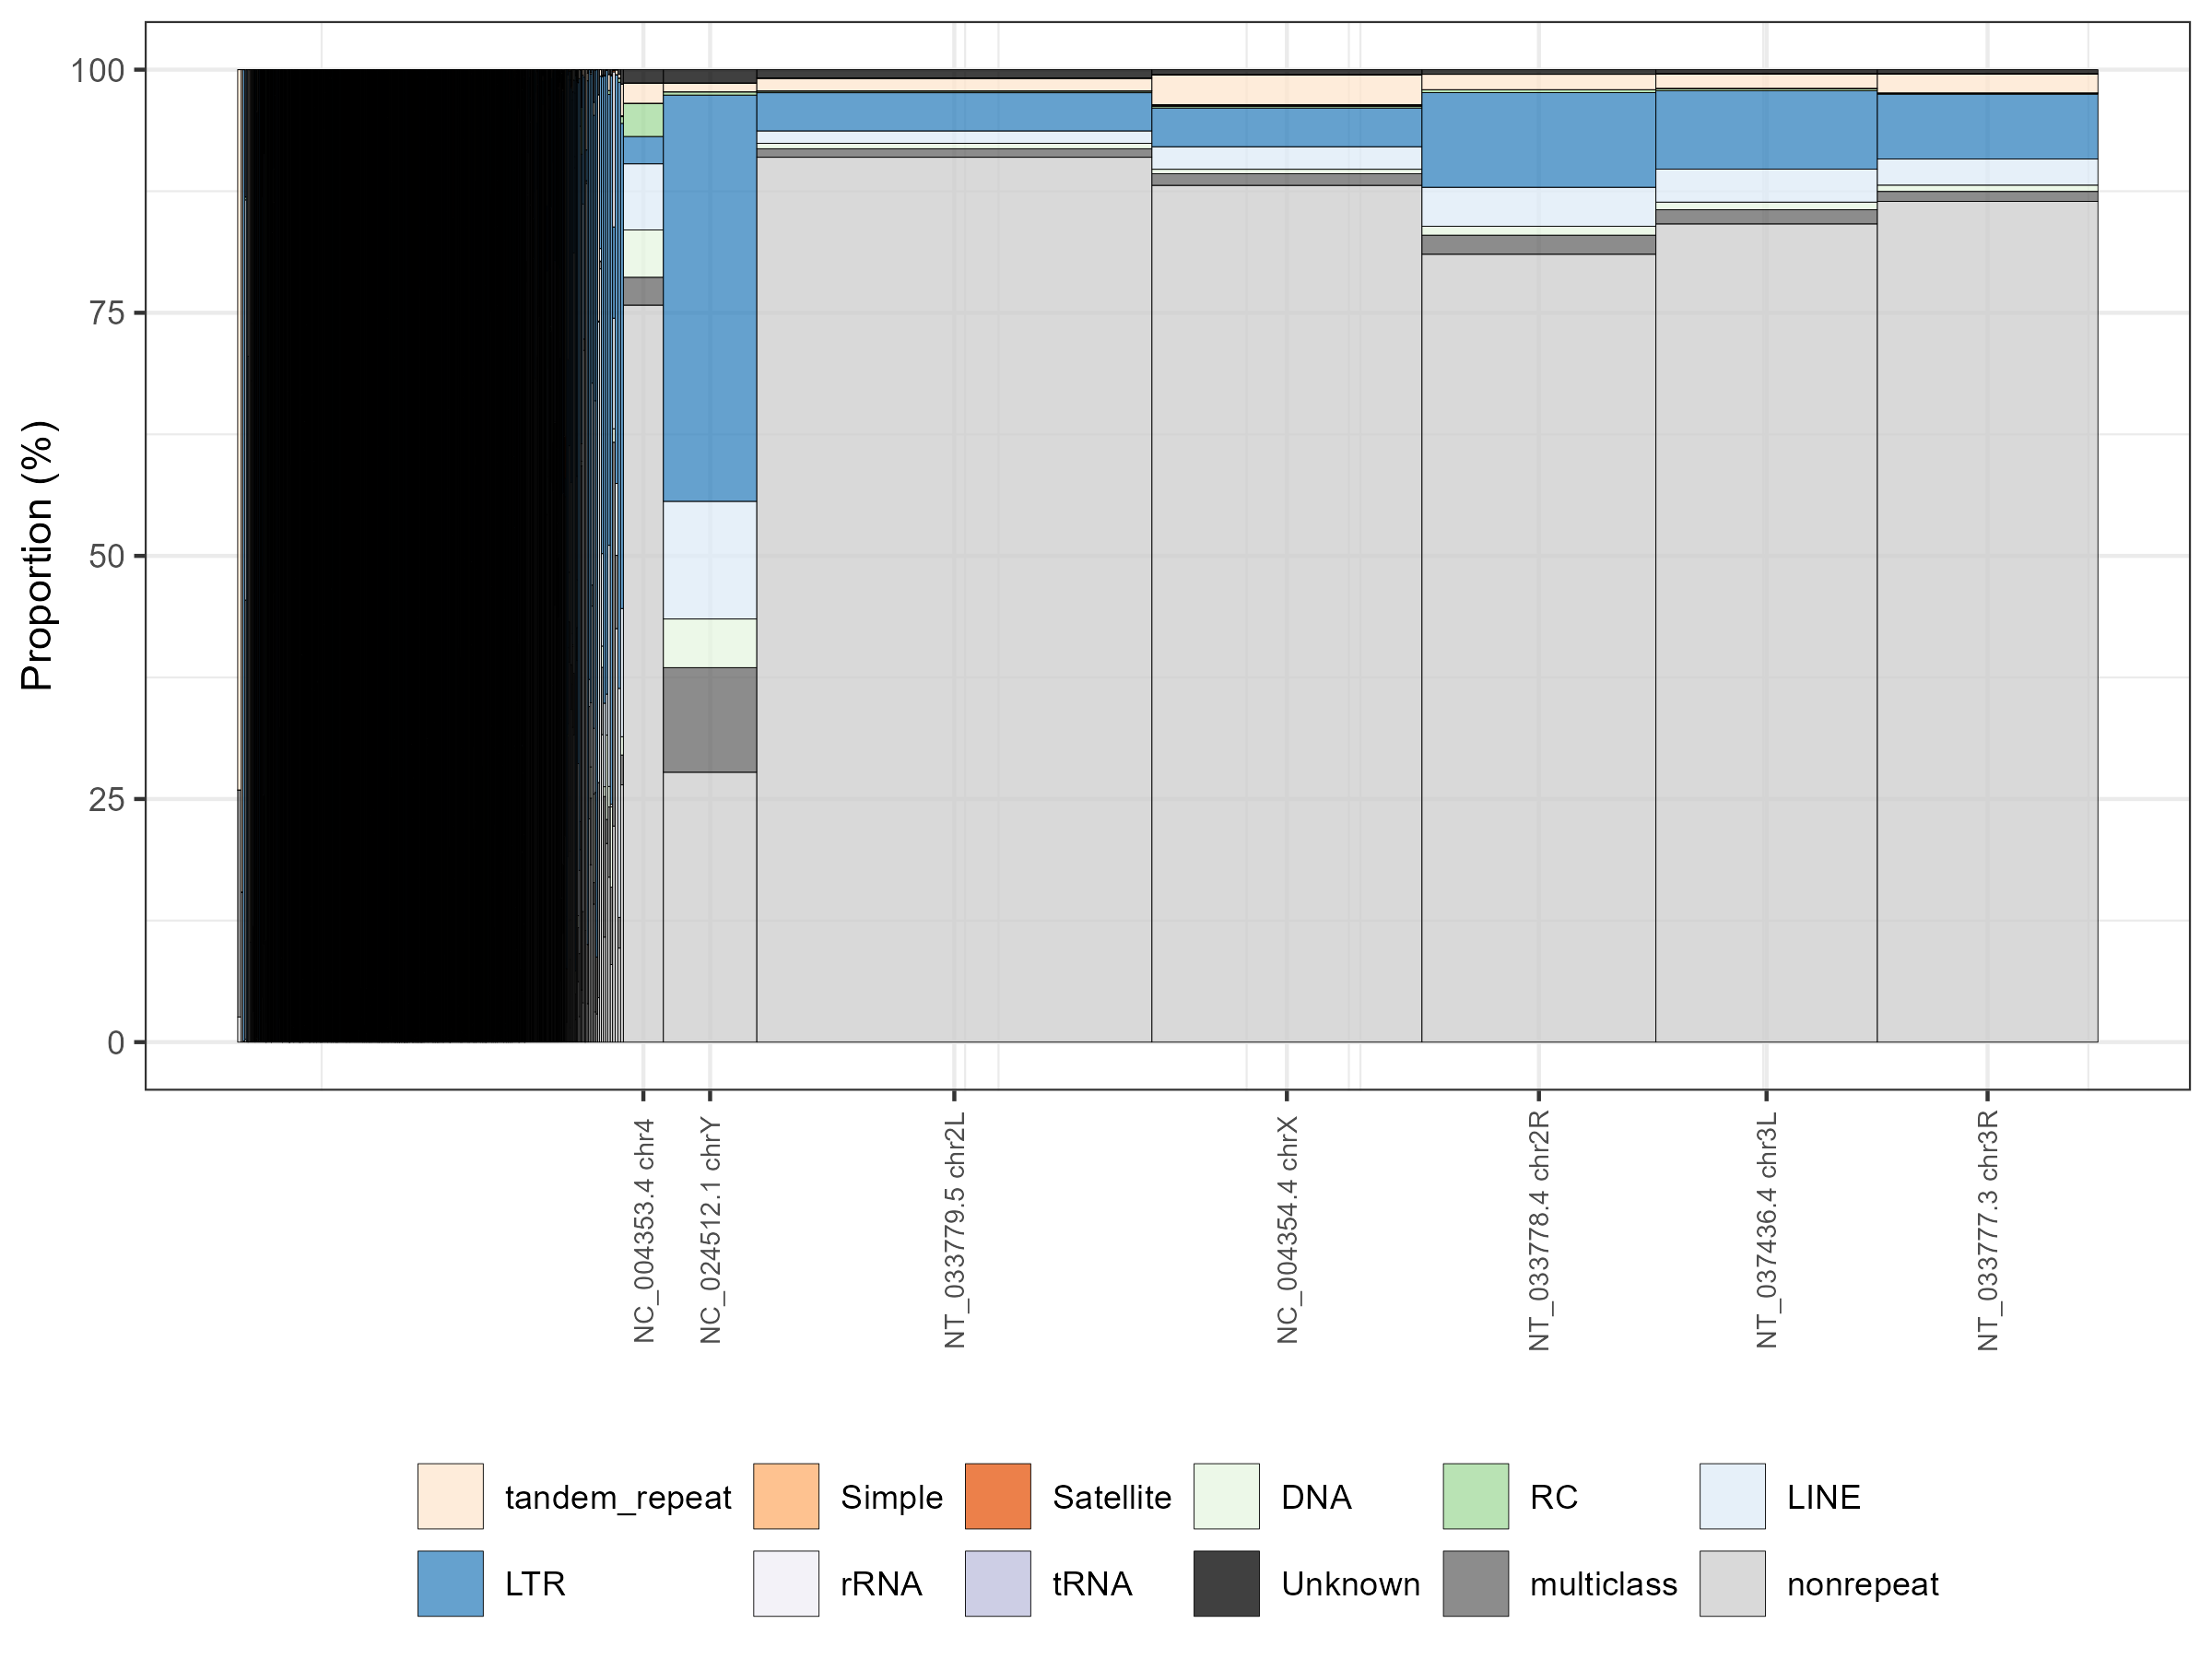 Proportion (%)
100
75
50
25
0
NC_004353.4 chr4
NC_024512.1 chrY
NT_033779.5 chr2L
NC_004354.4 chrX
NT_033778.4 chr2R
NT_037436.4 chr3L
NT_033777.3 chr3R
tandem_repeat Simple Satellite DNA RC LINE
LTR rRNA tRNA Unknown multiclass nonrepeat